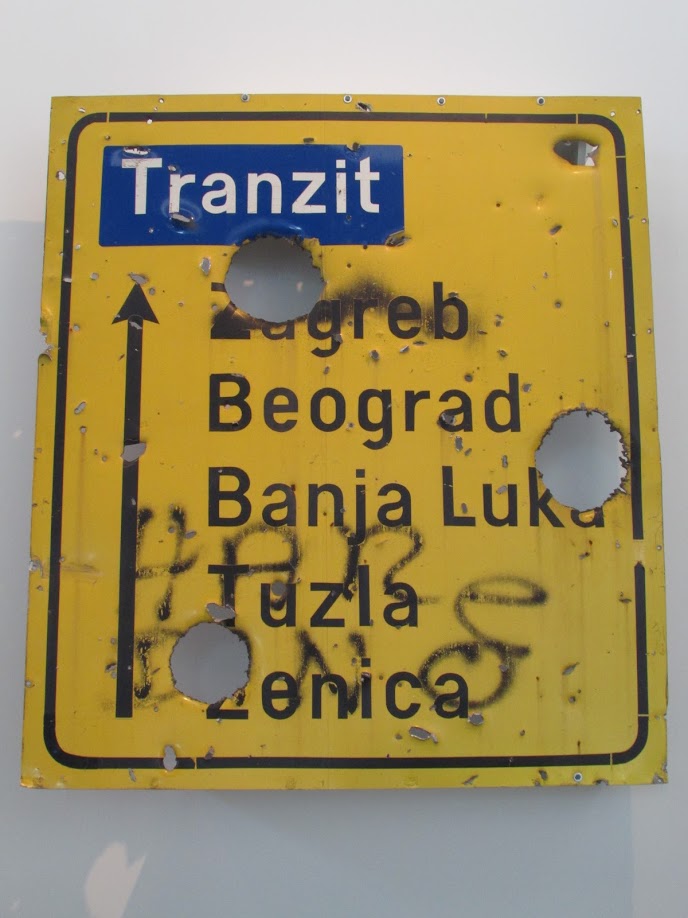 Tranzit
Zagreb
Beograd
Banja Luka
Tuzla
Zenica